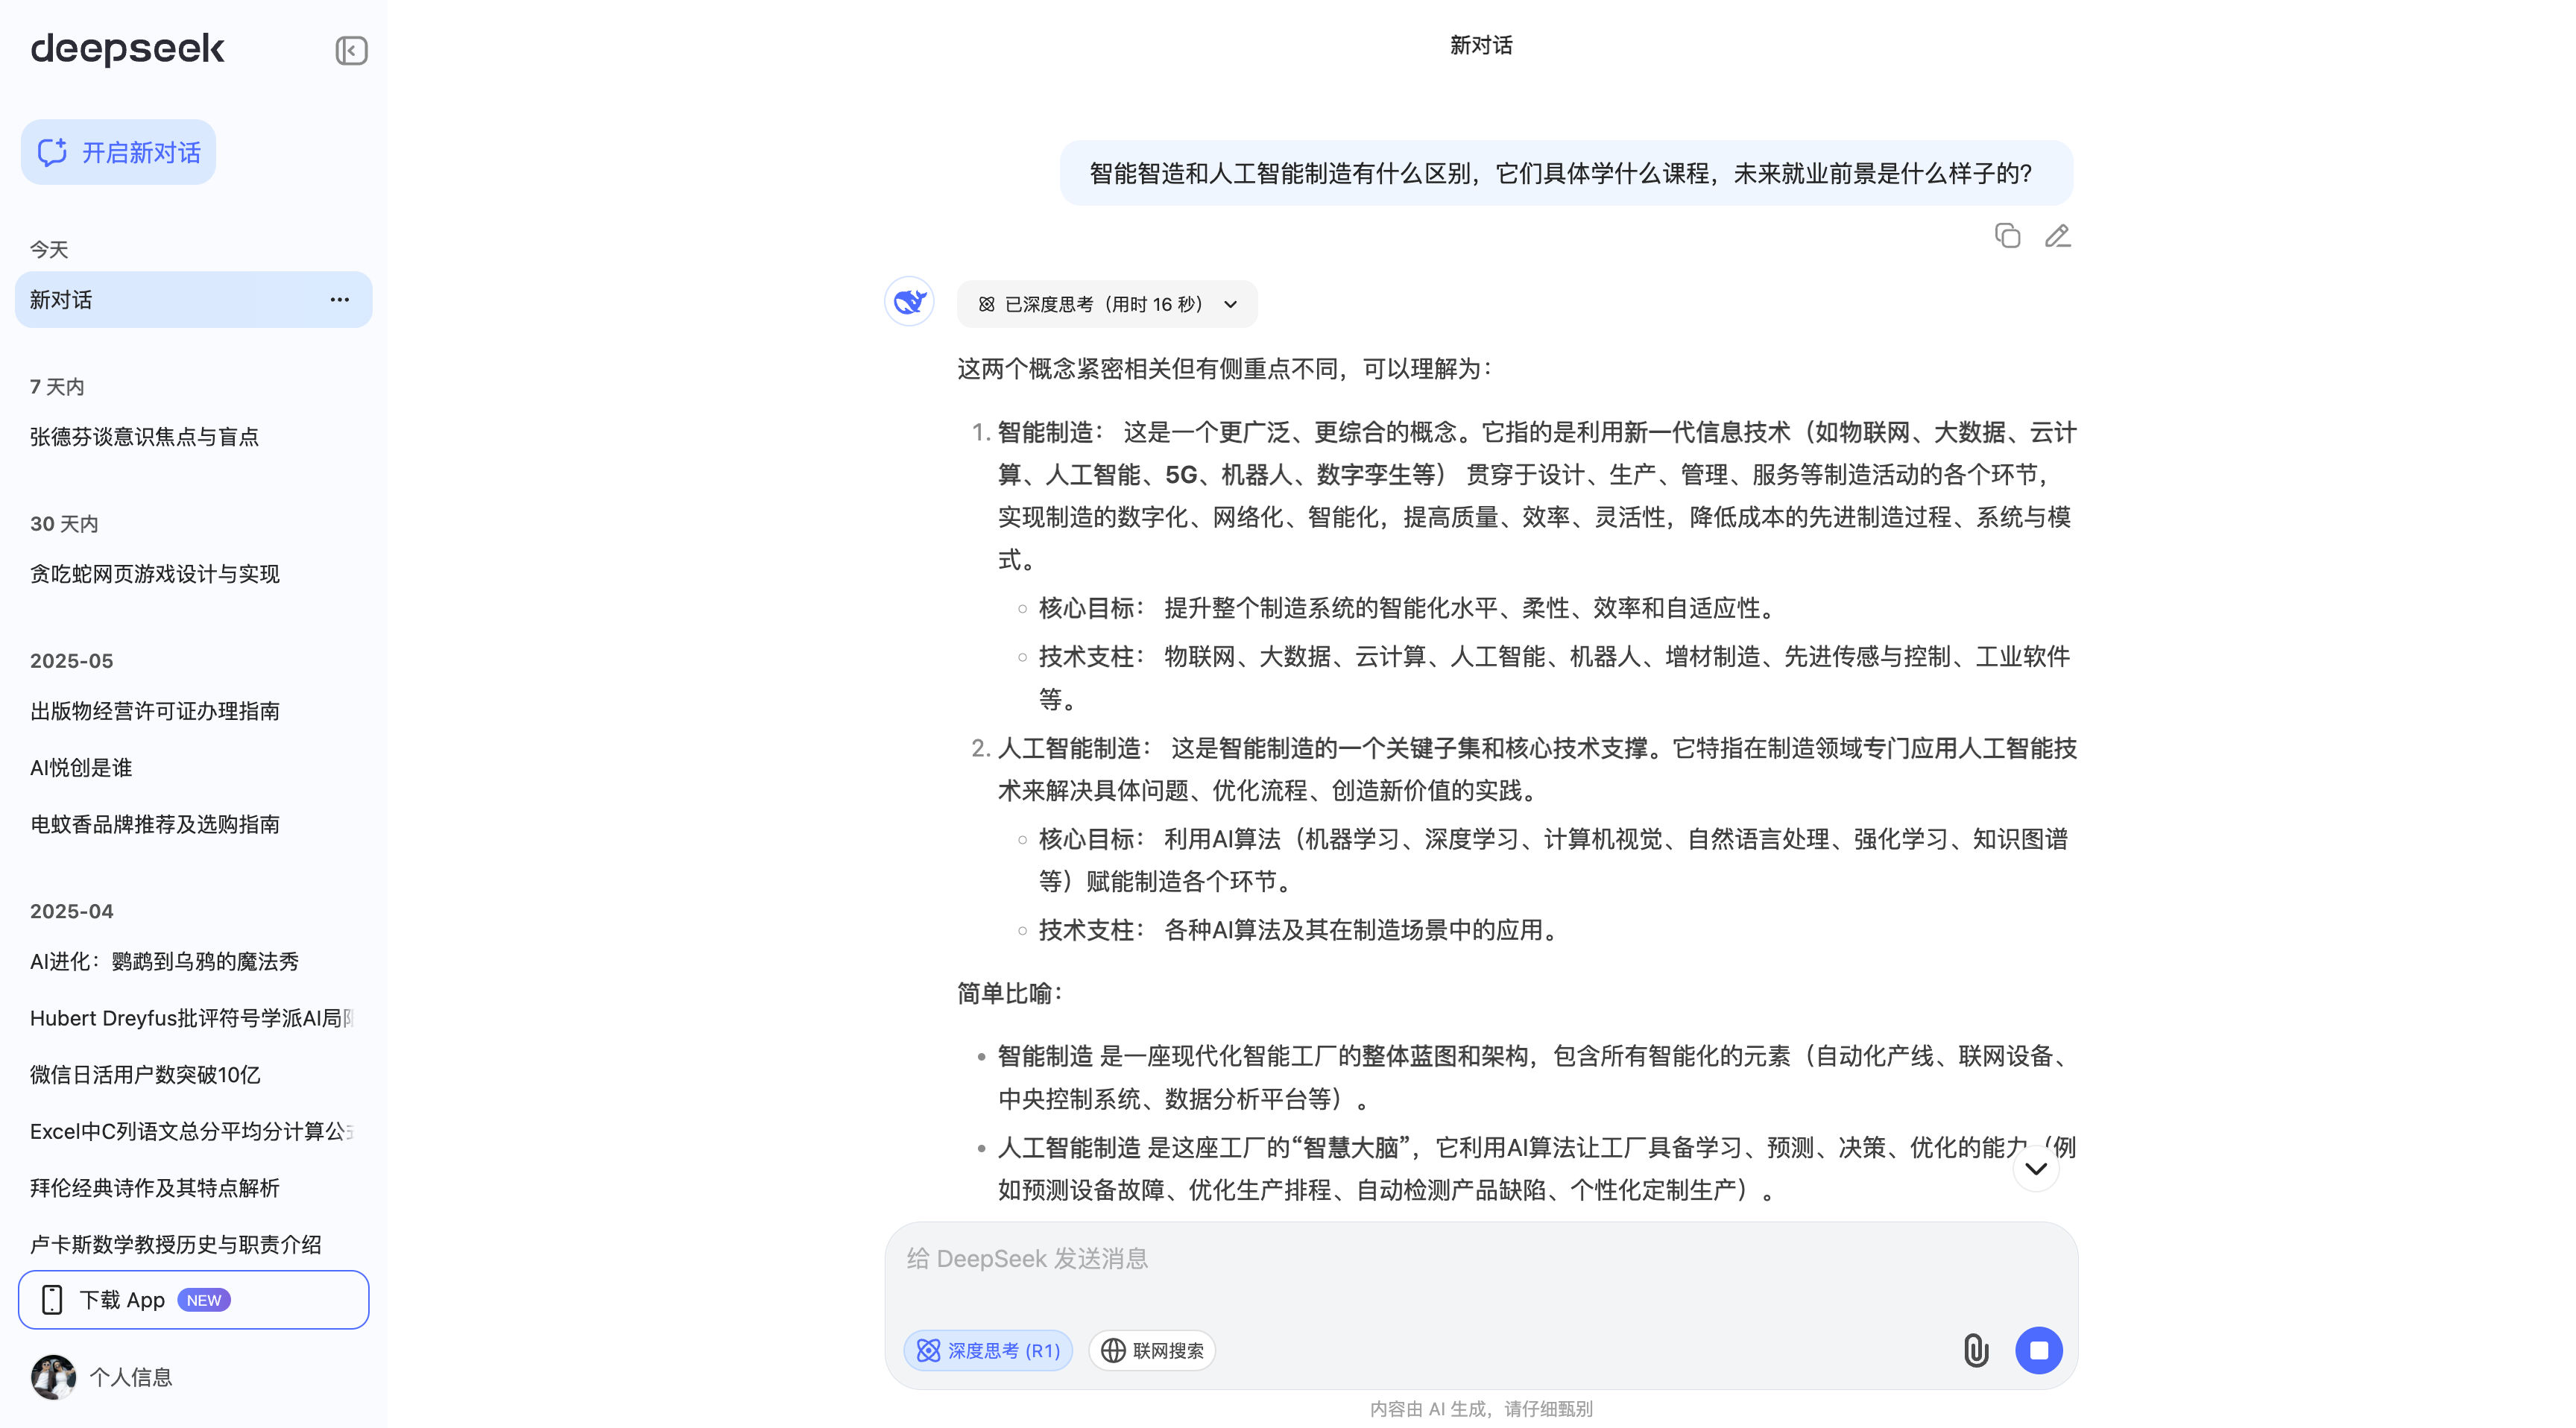 deepseek
开启新对话
今天
新对话
7 天内
张德芬谈意识焦点与盲点
30 天内
贪吃蛇网页游戏设计与实现
2025-05
出版物经营许可证办理指南
AI悦创是谁
电蚊香品牌推荐及选购指南
2025-04
AI进化：鹦鹉到乌鸦的魔法秀
Hubert Dreyfus批评符号学派AI局
微信日活用户数突破10亿
Excel中C列语文总分平均分计算公
拜伦经典诗作及其特点解析
卢卡斯数学教授历史与职责介绍
下载 App NEW
个人信息
新对话
智能智造和人工智能制造有什么区别，它们具体学什么课程，未来就业前景是什么样子的？
已深度思考（用时 16 秒）
这两个概念紧密相关但有侧重点不同，可以理解为：
1. 智能制造： 这是一个更广泛、更综合的概念。它指的是利用新一代信息技术（如物联网、大数据、云计
算、人工智能、5G、机器人、数字孪生等） 贯穿于设计、生产、管理、服务等制造活动的各个环节，
实现制造的数字化、网络化、智能化，提高质量、效率、灵活性，降低成本的先进制造过程、系统与模
式。
核心目标： 提升整个制造系统的智能化水平、柔性、效率和自适应性。
技术支柱： 物联网、大数据、云计算、人工智能、机器人、增材制造、先进传感与控制、工业软件
等。
2. 人工智能制造： 这是智能制造的一个关键子集和核心技术支撑。它特指在制造领域专门应用人工智能技
术来解决具体问题、优化流程、创造新价值的实践。
核心目标： 利用AI算法（机器学习、深度学习、计算机视觉、自然语言处理、强化学习、知识图谱
等）赋能制造各个环节。
技术支柱： 各种AI算法及其在制造场景中的应用。
简单比喻：
智能制造 是一座现代化智能工厂的整体蓝图和架构，包含所有智能化的元素（自动化产线、联网设备、
中央控制系统、数据分析平台等）。
人工智能制造 是这座工厂的“智慧大脑”，它利用AI算法让工厂具备学习、预测、决策、优化的能力（例
如预测设备故障、优化生产排程、自动检测产品缺陷、个性化定制生产）。
给 DeepSeek 发送消息
深度思考 (R1)
联网搜索
内容由 AI 生成，请仔细甄别